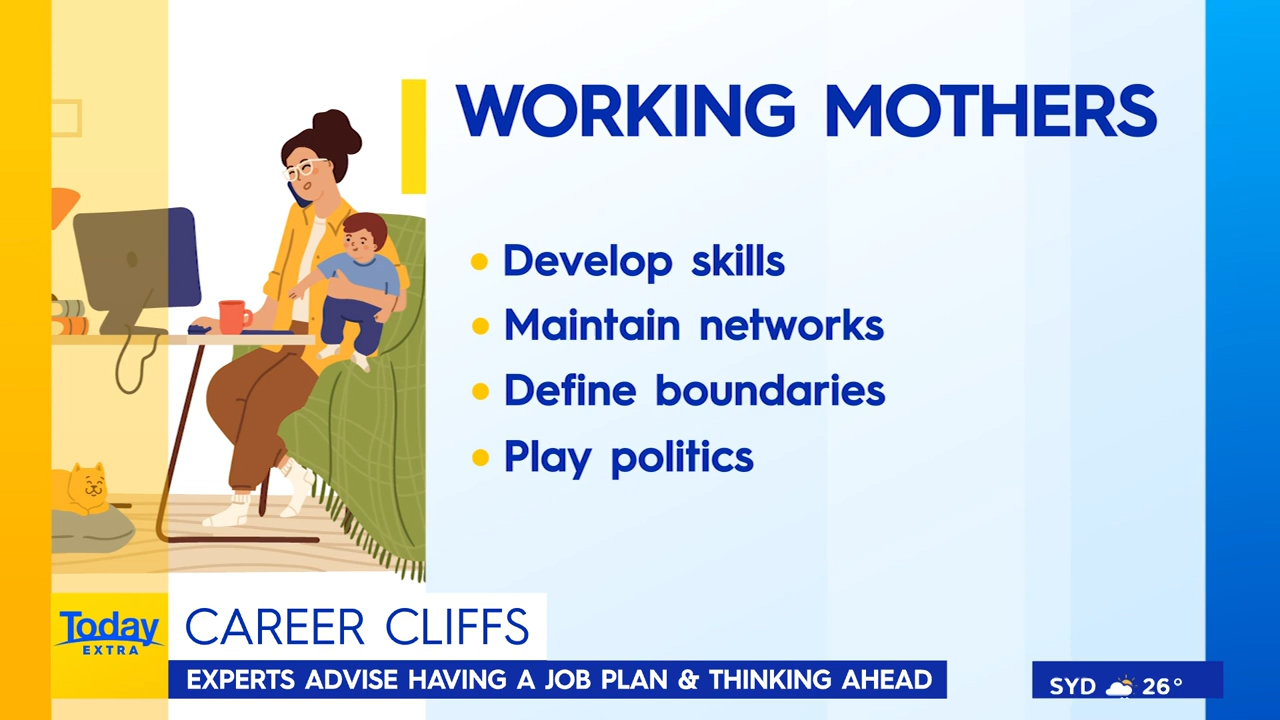 WORKING MOTHERS
• Develop skills
• Maintain networks
• Define boundaries
• Play politics
Today
EXTRA
CAREER CLIFFS
EXPERTS ADVISE HAVING A JOB PLAN & THINKING AHEAD
SYD 26°